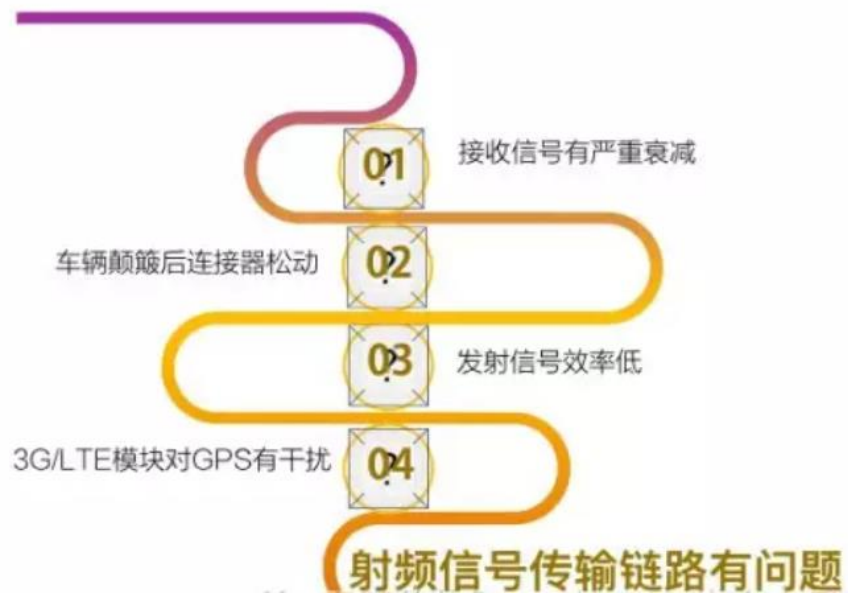 01
接收信号有严重衰减
车辆颠簸后连接器松动
02
03
发射信号效率低
3G/LTE模块对GPS有干扰
04
射频信号传输链路有问题